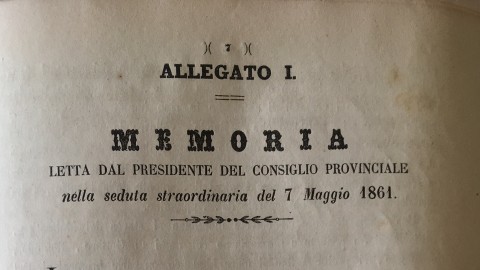 )( 7 )(
ALLEGATO I.
MEMORIA
LETTA DAL PRESIDENTE DEL CONSIGLIO PROVINCIALE
nella seduta straordinaria del 7 Maggio 1861.